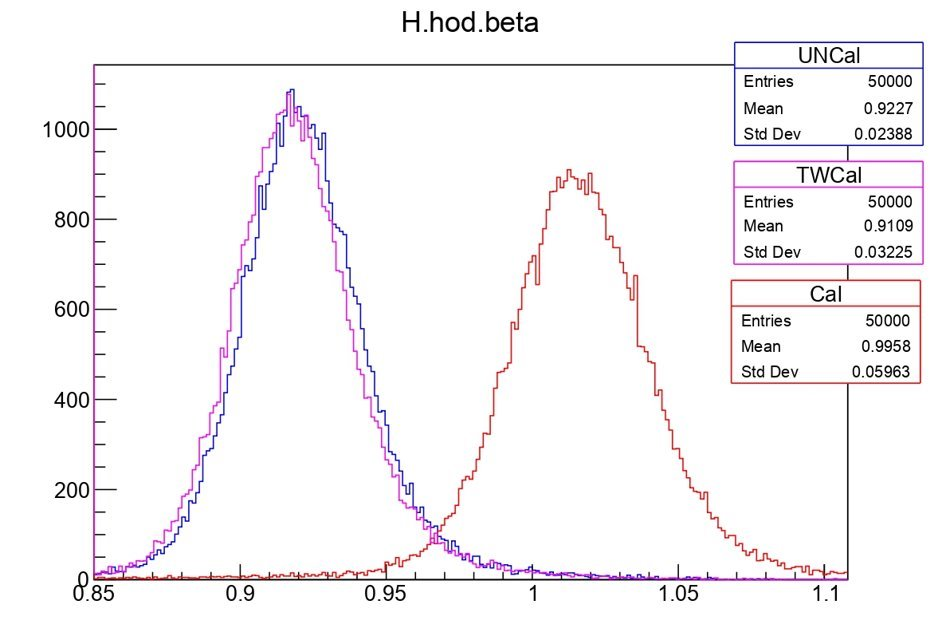 H.hod.beta
UNCal
Entries 50000
Mean 0.9227
Std Dev 0.02388
TWCal
Entries 50000
Mean 0.9109
Std Dev 0.03225
Cal
Entries 50000
Mean 0.9958
Std Dev 0.05963
1000
800
600
400
200
0
0.85 0.9 0.95 1 1.05 1.1